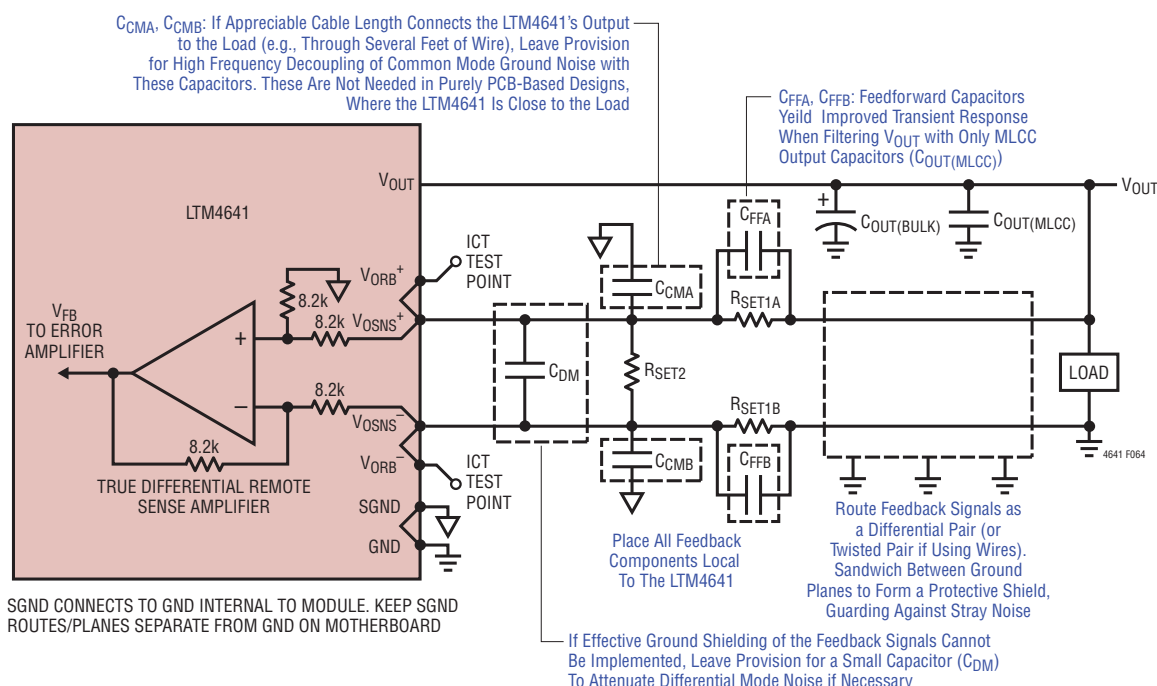 CCMA, CCMB: If Appreciable Cable Length Connects the LTM4641's Output
to the Load (e.g., Through Several Feet of Wire), Leave Provision
for High Frequency Decoupling of Common Mode Ground Noise with
These Capacitors. These Are Not Needed in Purely PCB-Based Designs,
Where the LTM4641 Is Close to the Load
CFFA, CFFB: Feedforward Capacitors
Yeild Improved Transient Response
When Filtering VOUT with Only MLCC
Output Capacitors (COUT(MLCC))
LTM4641
VOUT
VOUT
+
COUT(BULK)
COUT(MLCC)
CFFA
ICT
TEST
POINT
VORB+
CCMA
RSET1A
8.2k
VOSNS+
8.2k
VFB
TO ERROR
AMPLIFIER
+
−
CDM
RSET2
LOAD
8.2k
VOSNS−
RSET1B
8.2k
VORB−
CCMB
CFFB
4641 F064
ICT
TEST
POINT
TRUE DIFFERENTIAL REMOTE
SENSE AMPLIFIER
SGND
GND
Place All Feedback
Components Local
To The LTM4641
Route Feedback Signals as
a Differential Pair (or
Twisted Pair if Using Wires).
Sandwich Between Ground
Planes to Form a Protective Shield,
Guarding Against Stray Noise
SGND CONNECTS TO GND INTERNAL TO MODULE. KEEP SGND
ROUTES/PLANES SEPARATE FROM GND ON MOTHERBOARD
If Effective Ground Shielding of the Feedback Signals Cannot
Be Implemented, Leave Provision for a Small Capacitor (CDM)
To Attenuate Differential Mode Noise if Necessary